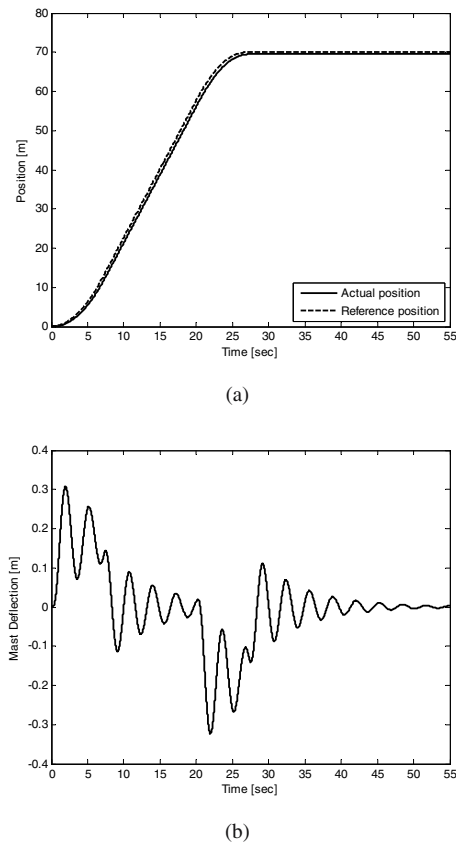 80
70
60
50
40
30
20
10
0
Position [m]
Actual position
Reference position
0 5 10 15 20 25 30 35 40 45 50 55
Time [sec]
(a)
0.4
0.3
0.2
0.1
0
-0.1
-0.2
-0.3
-0.4
Mast Deflection [m]
0 5 10 15 20 25 30 35 40 45 50 55
Time [sec]
(b)